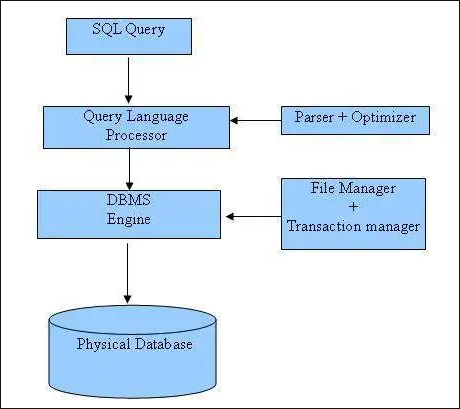 SQL Query
Query Language
Processor
Parser + Optimizer
DBMS
Engine
File Manager
+
Transaction manager
Physical Database